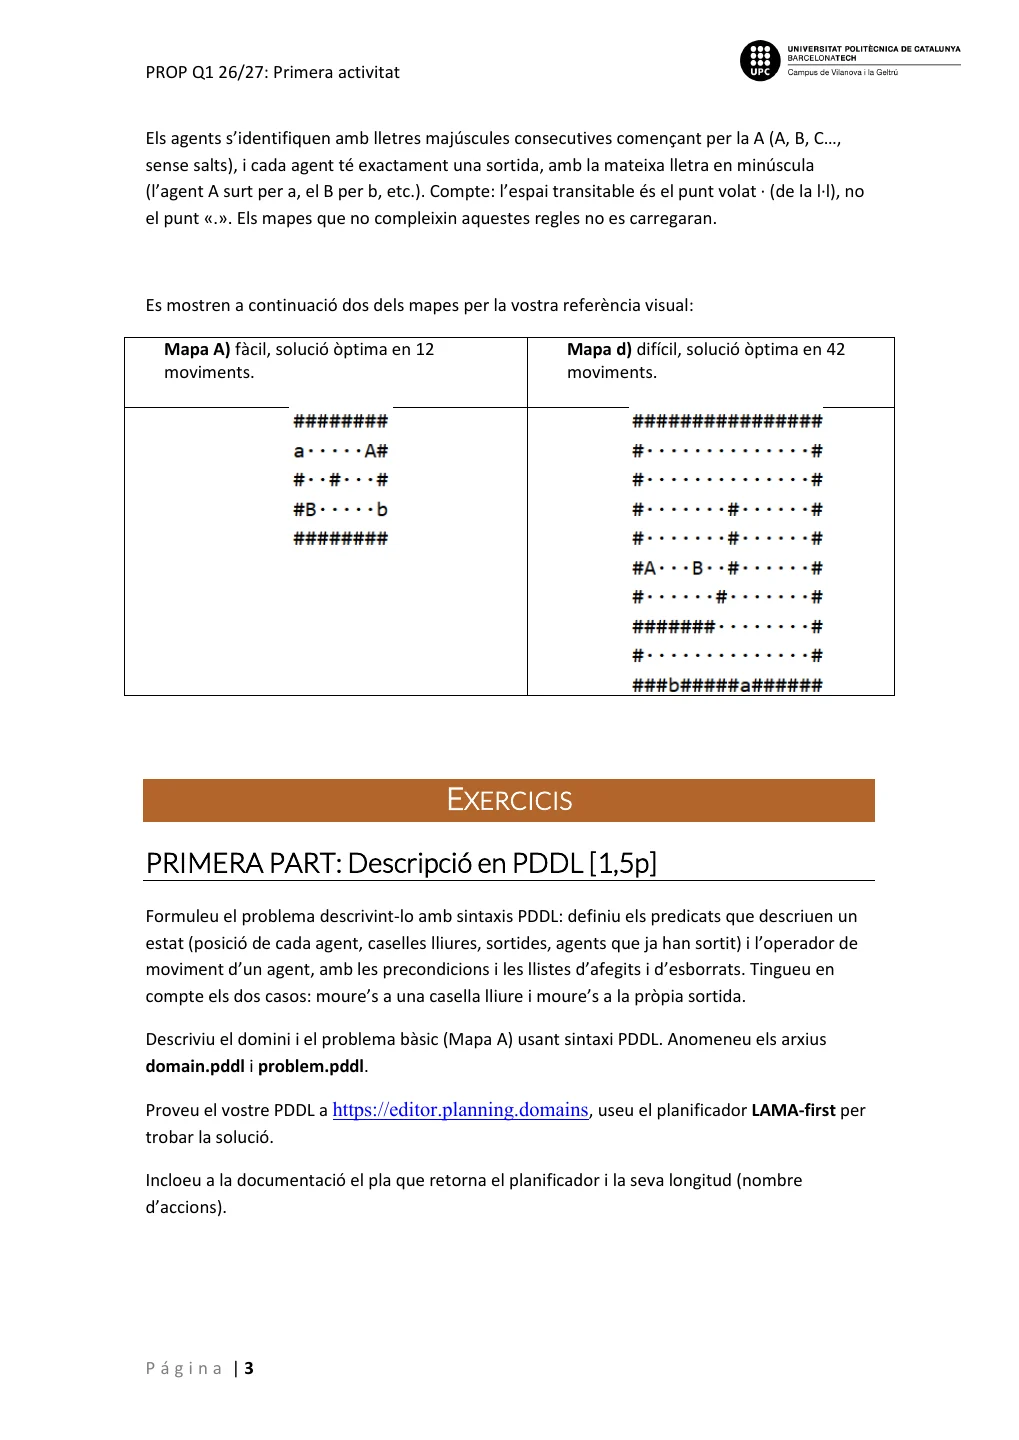 PROP Q1 26/27: Primera activitat
UNIVERSITAT POLITÈCNICA DE CATALUNYA
BARCELONATECH
UPC
Campus de Vilanova i la Geltrú
Els agents s’identifiquen amb lletres majúscules consecutives començant per la A (A, B, C…,
sense salts), i cada agent té exactament una sortida, amb la mateixa lletra en minúscula
(l’agent A surt per a, el B per b, etc.). Compte: l’espai transitable és el punt volat · (de la l·l), no
el punt «.». Els mapes que no compleixin aquestes regles no es carregaran.
Es mostren a continuació dos dels mapes per la vostra referència visual:
Mapa A) fàcil, solució òptima en 12
moviments.
Mapa d) difícil, solució òptima en 42
moviments.
########
a·····A#
#··#···#
#B·····b
########
################
#··············#
#··············#
#·······#······#
#·······#······#
#A···B··#······#
#······#·······#
#######········#
#··············#
###b#####a######
EXERCICIS
PRIMERA PART: Descripció en PDDL [1,5p]
Formuleu el problema descrivint-lo amb sintaxis PDDL: definiu els predicats que descriuen un
estat (posició de cada agent, caselles lliures, sortides, agents que ja han sortit) i l’operador de
moviment d’un agent, amb les precondicions i les llistes d’afegits i d’esborrats. Tingueu en
compte els dos casos: moure’s a una casella lliure i moure’s a la pròpia sortida.
Descriviu el domini i el problema bàsic (Mapa A) usant sintaxi PDDL. Anomeneu els arxius
domain.pddl i problem.pddl.
Proveu el vostre PDDL a https://editor.planning.domains, useu el planificador LAMA-first per
trobar la solució.
Incloeu a la documentació el pla que retorna el planificador i la seva longitud (nombre
d’accions).
Página | 3